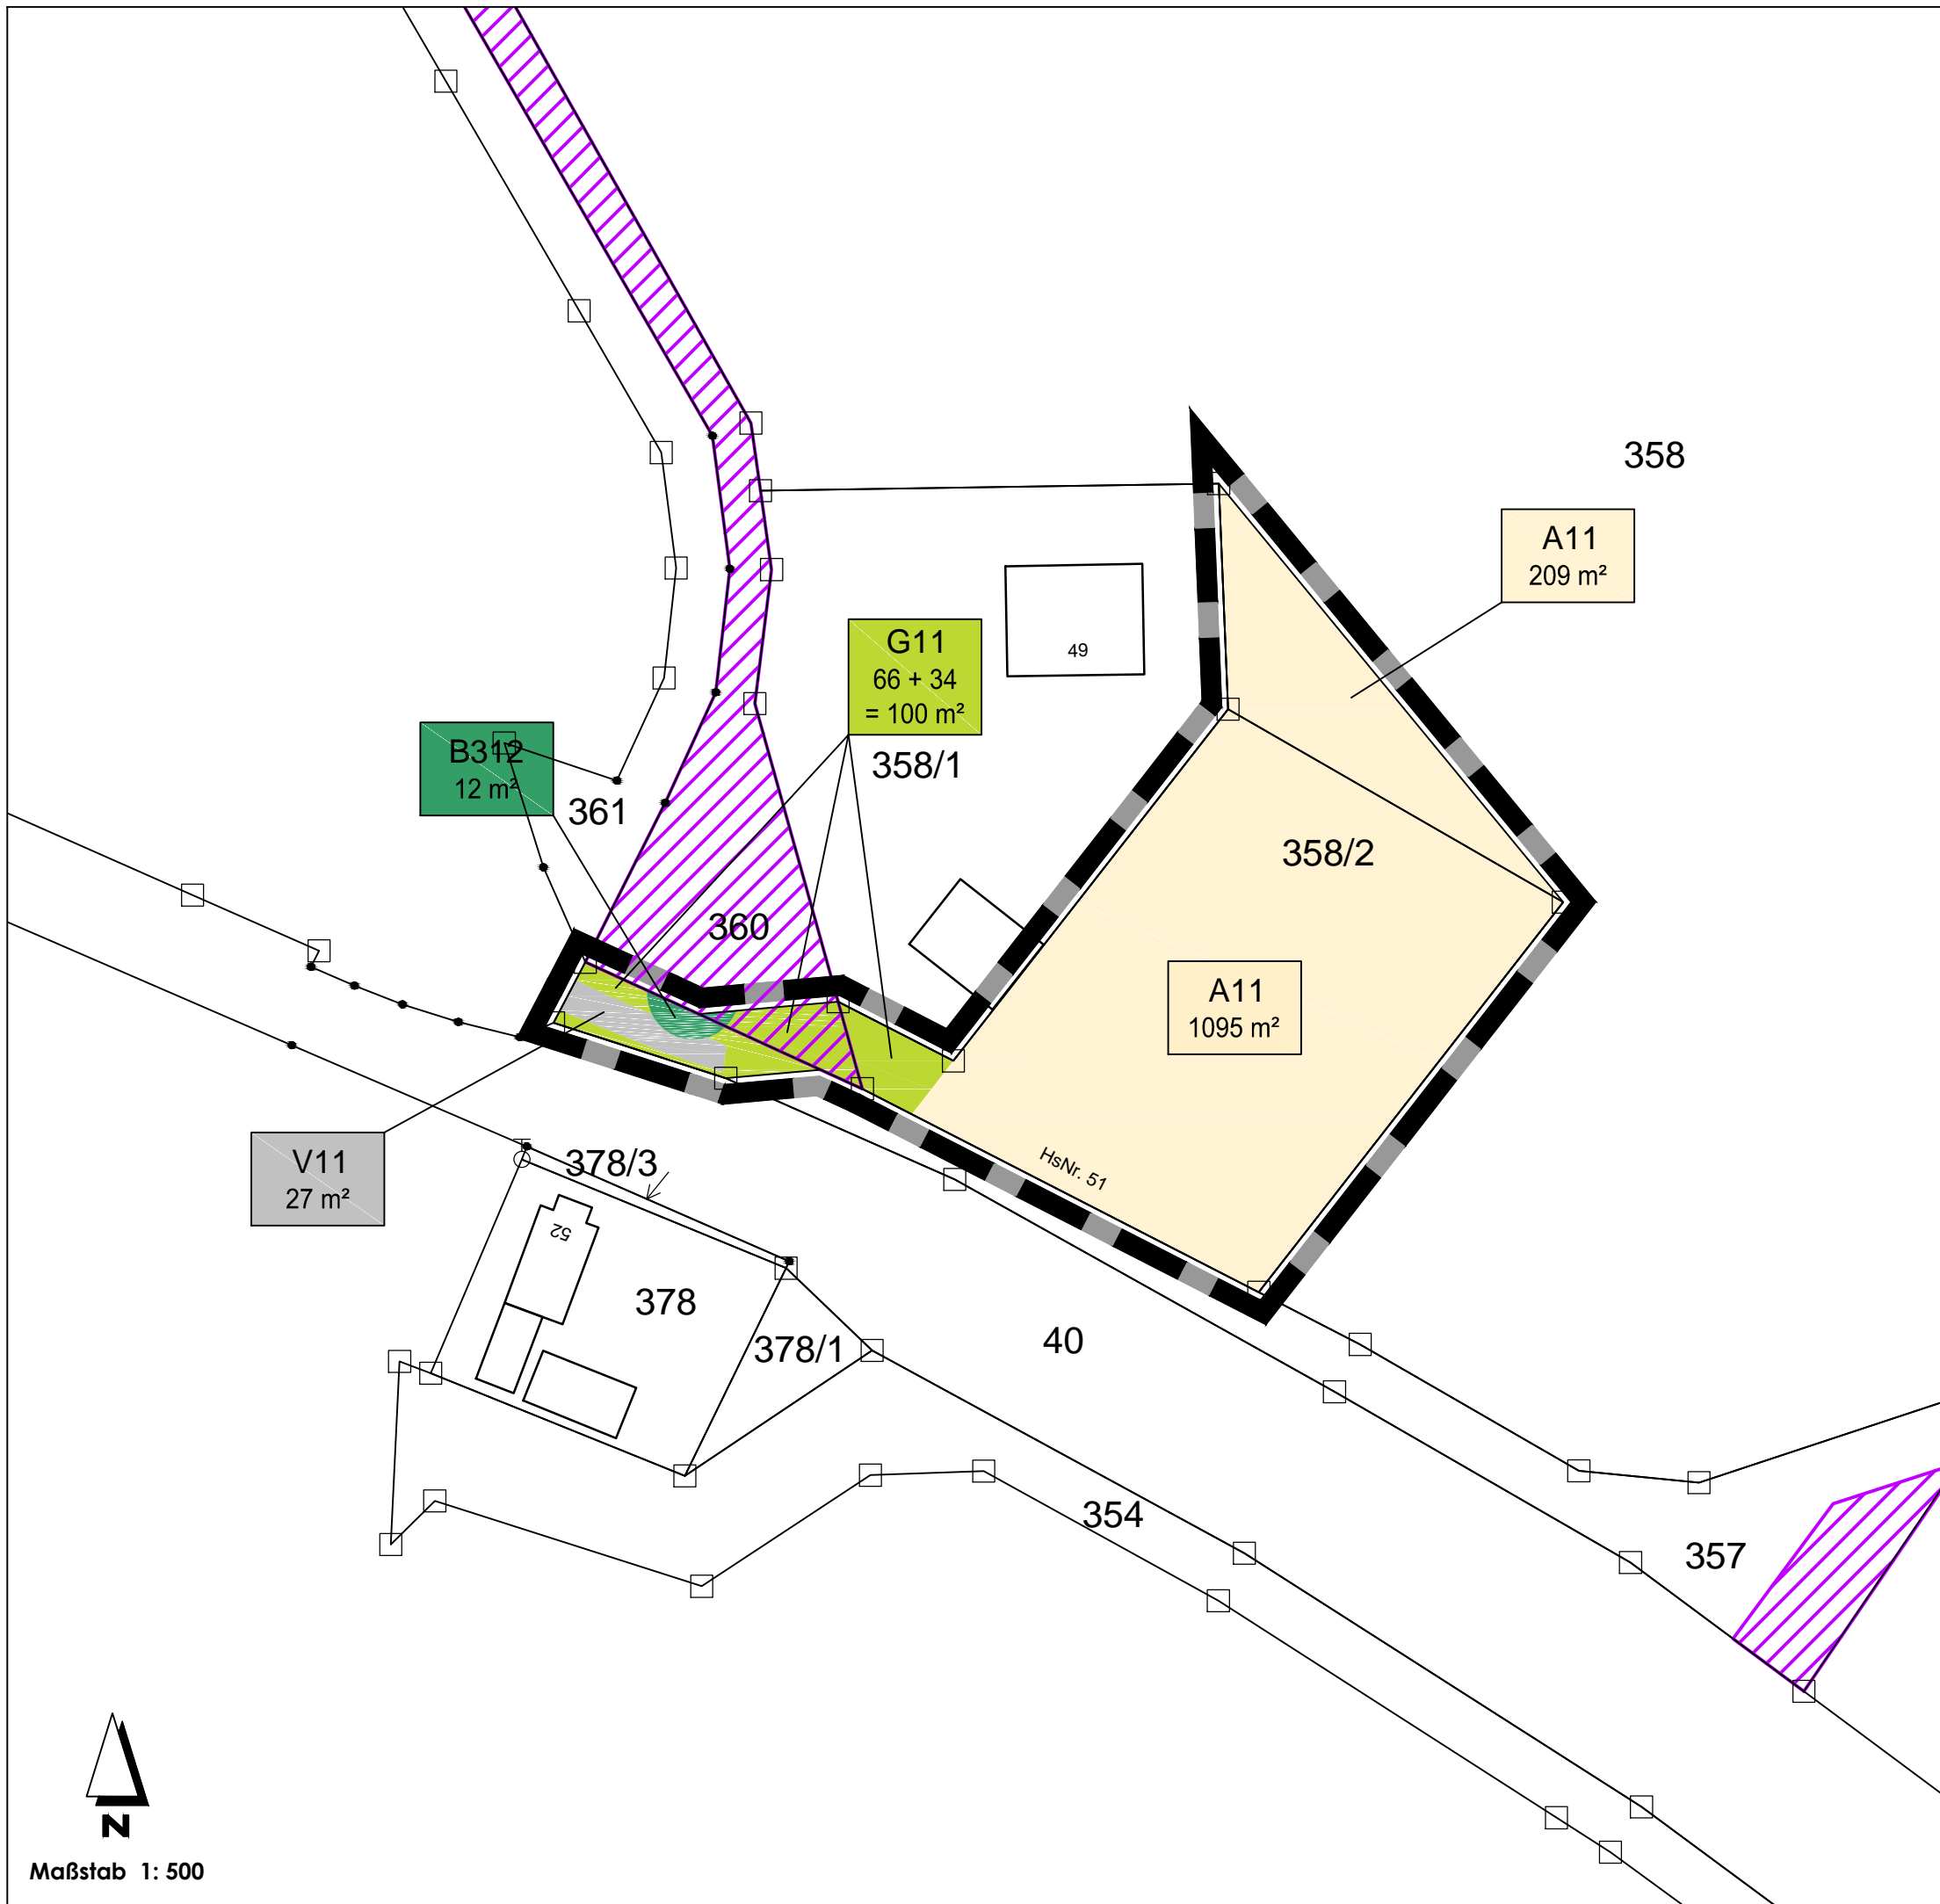 358
A11
209 m²
G11
66 + 34
= 100 m²
49
B312
12 m²
358/1
361
358/2
360
A11
1095 m²
V11
27 m²
378/3
HsNr. 51
52
378
378/1
40
354
357
N
Maßstab 1: 500